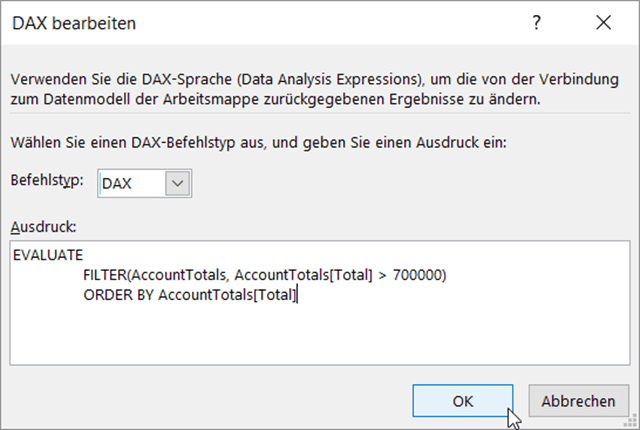 DAX bearbeiten
Verwenden Sie die DAX-Sprache (Data Analysis Expressions), um die von der Verbindung
zum Datenmodell der Arbeitsmappe zurückgegebenen Ergebnisse zu ändern.
Wählen Sie einen DAX-Befehlstyp aus, und geben Sie einen Ausdruck ein:
Befehlstyp: DAX
Ausdruck:
EVALUATE
FILTER(AccountTotals, AccountTotals[Total] > 700000)
ORDER BY AccountTotals[Total]
OK Abbrechen